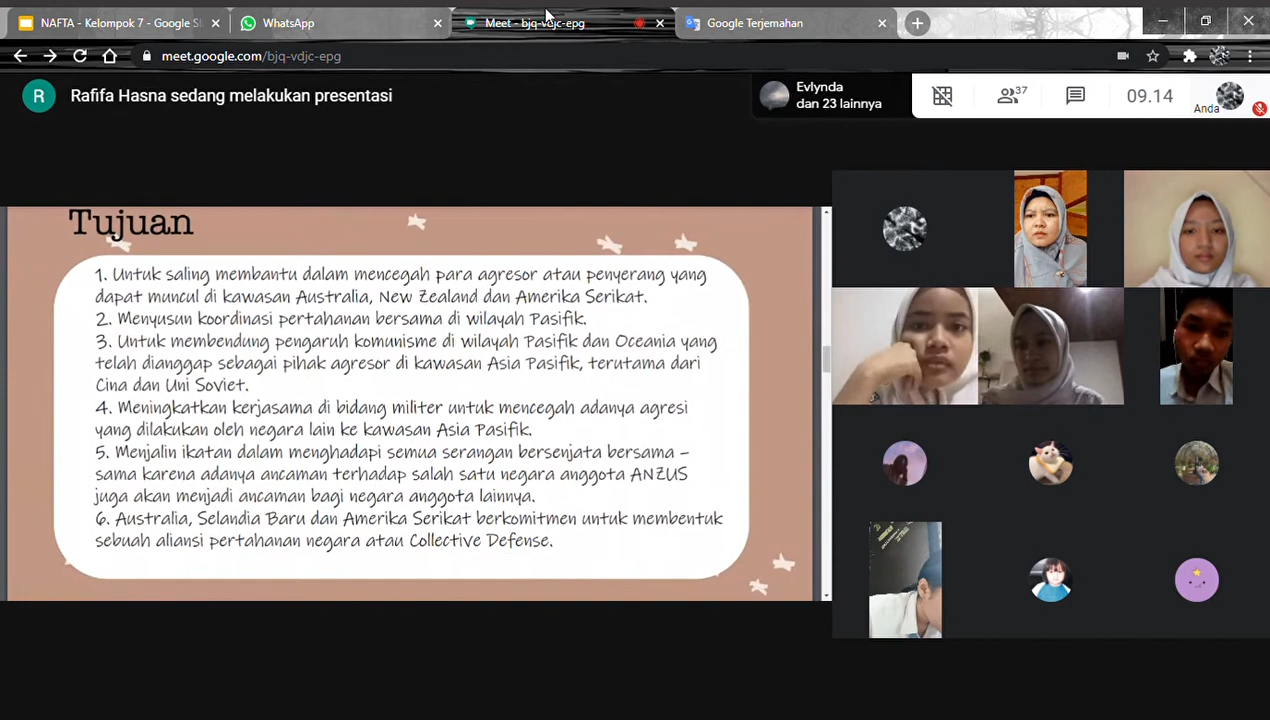 NAFTA - Kelompok 7 - Google Sl
WhatsApp
Meet - bjq-vdjc-epg
Google Terjemahan
meet.google.com/bjq-vdjc-epg
R
Rafifa Hasna sedang melakukan presentasi
Evlynda
dan 23 lainnya
37
09.14
Anda
Tujuan
1. Untuk saling membantu dalam mencegah para agresor atau penyerang yang
dapat muncul di kawasan Australia, New Zealand dan Amerika Serikat.
2. Menyusun koordinasi pertahanan bersama di wilayah Pasifik.
3. Untuk membendung pengaruh komunisme di wilayah Pasifik dan Oceania yang
telah dianggap sebagai pihak agresor di kawasan Asia Pasifik, terutama dari
Cina dan Uni Soviet.
4. Meningkatkan kerjasama di bidang militer untuk mencegah adanya agresi
yang dilakukan oleh negara lain ke kawasan Asia Pasifik.
5. Menjalin ikatan dalam menghadapi semua serangan bersenjata bersama –
sama karena adanya ancaman terhadap salah satu negara anggota ANZUS
juga akan menjadi ancaman bagi negara anggota lainnya.
6. Australia, Selandia Baru dan Amerika Serikat berkomitmen untuk membentuk
sebuah aliansi pertahanan negara atau Collective Defense.